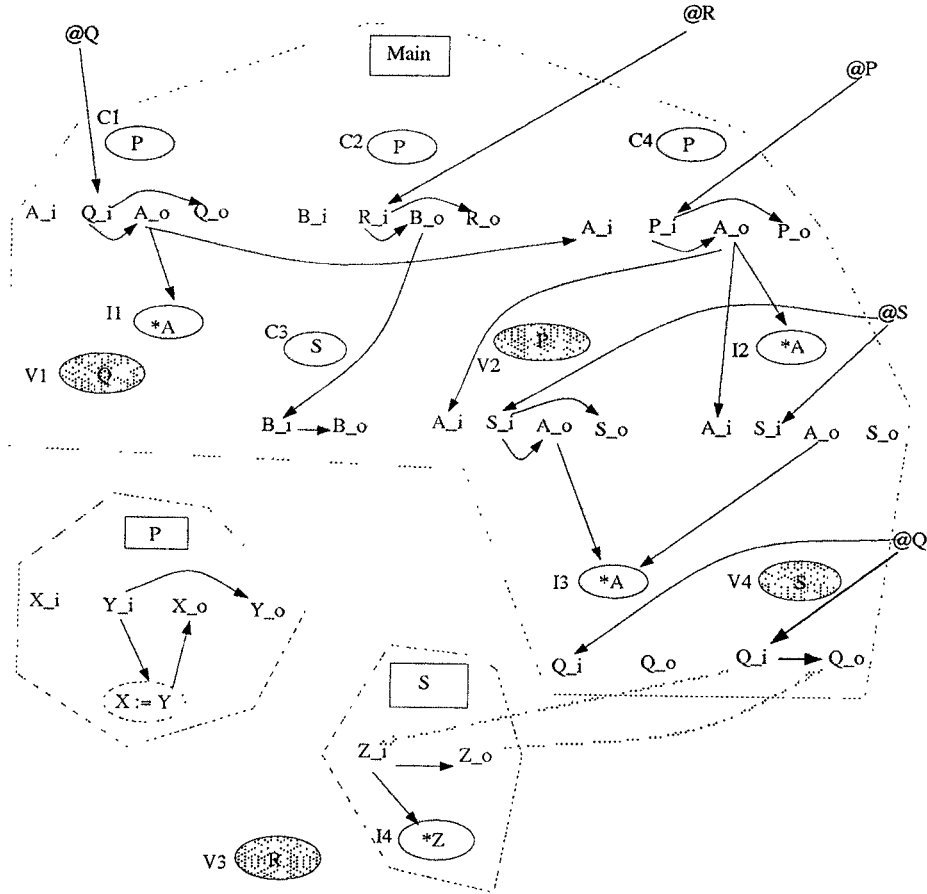 @R
@Q
Main
@P
C1 P
C2 P
C4 P
A_i Q_i A_o Q_o
B_i R_i B_o R_o
A_i P_i A_o P_o
I1 *A
C3 S
V2 P
I2 *A
@S
V1 Q
B_i B_o
A_i S_i A_o S_o
A_i S_i A_o S_o
P
@Q
I3 *A
V4 S
X_i Y_i X_o Y_o
Q_i Q_o Q_i Q_o
X := Y
S
Z_i Z_o
I4 *Z
V3 R